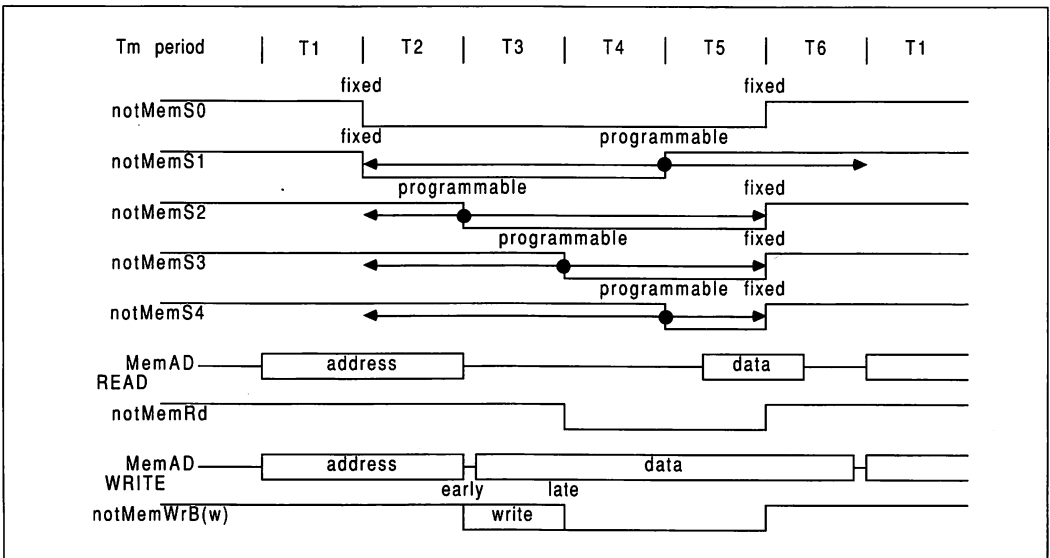 Tm period | T1 | T2 | T3 | T4 | T5 | T6 | T1
fixed fixed
notMemS0
fixed programmable
notMemS1
programmable fixed
notMemS2
programmable fixed
notMemS3
programmable fixed
notMemS4
MemAD address data
READ
notMemRd
MemAD address data
WRITE
early late
notMemWrB(w) write